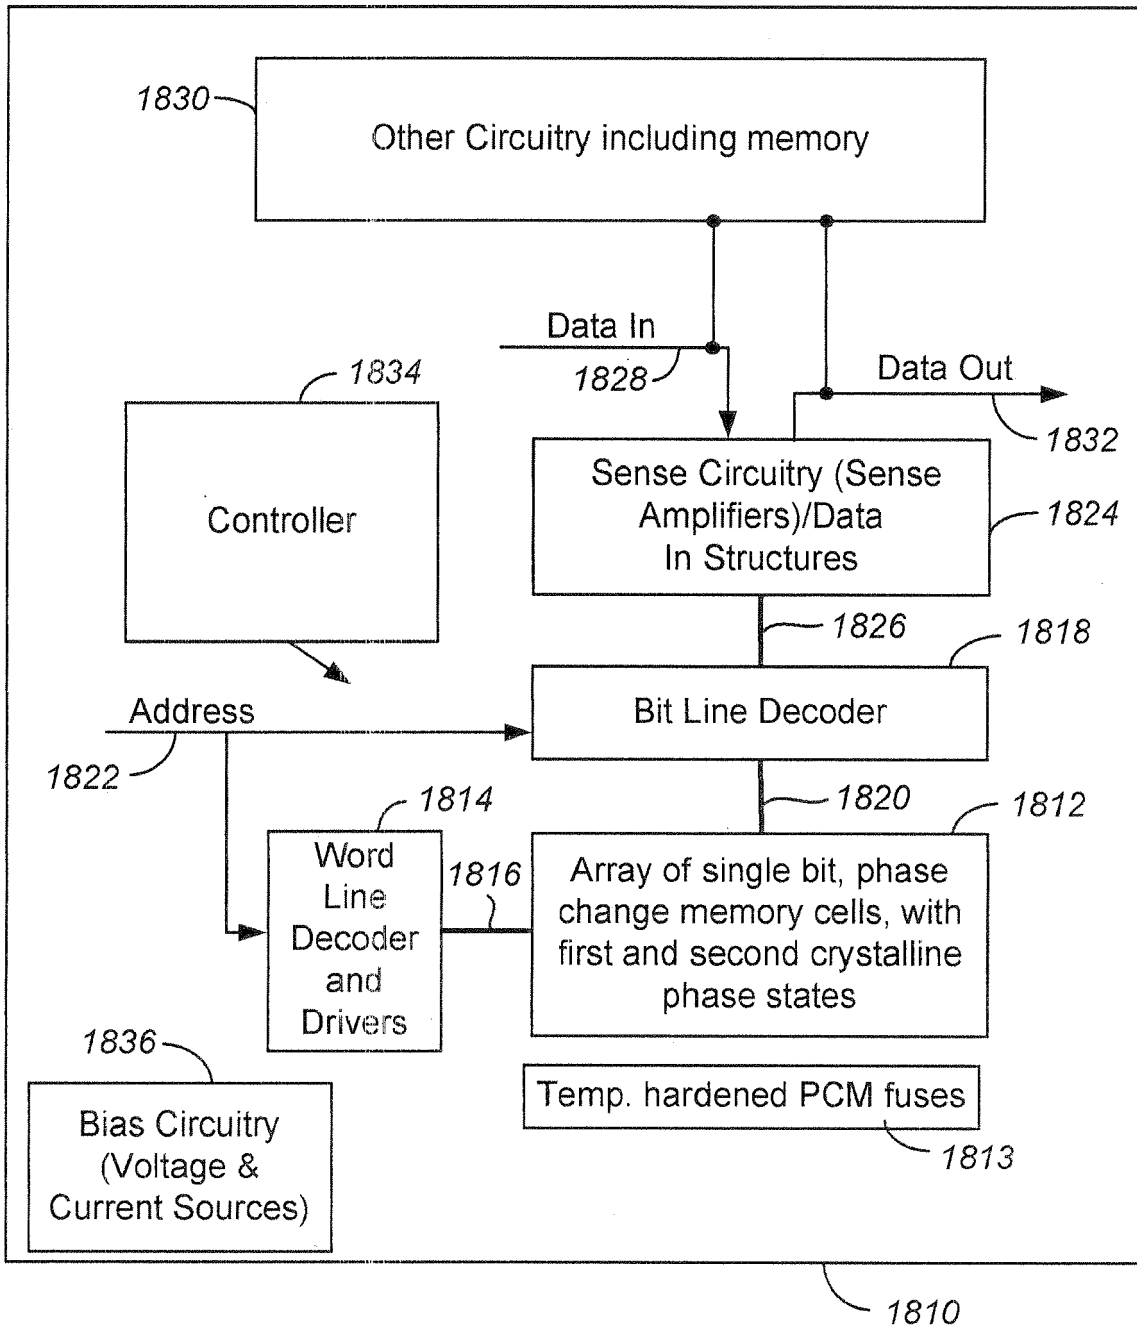 1830
Other Circuitry including memory
Data In
1828
Data Out
1832
1834
Controller
Sense Circuitry (Sense
Amplifiers)/Data
In Structures
1824
1826
1818
Bit Line Decoder
Address
1822
1820
1812
1814
Word
Line
Decoder
and
Drivers
1816
Array of single bit, phase
change memory cells, with
first and second crystalline
phase states
1836
Bias Circuitry
(Voltage &
Current Sources)
Temp. hardened PCM fuses
1813
1810